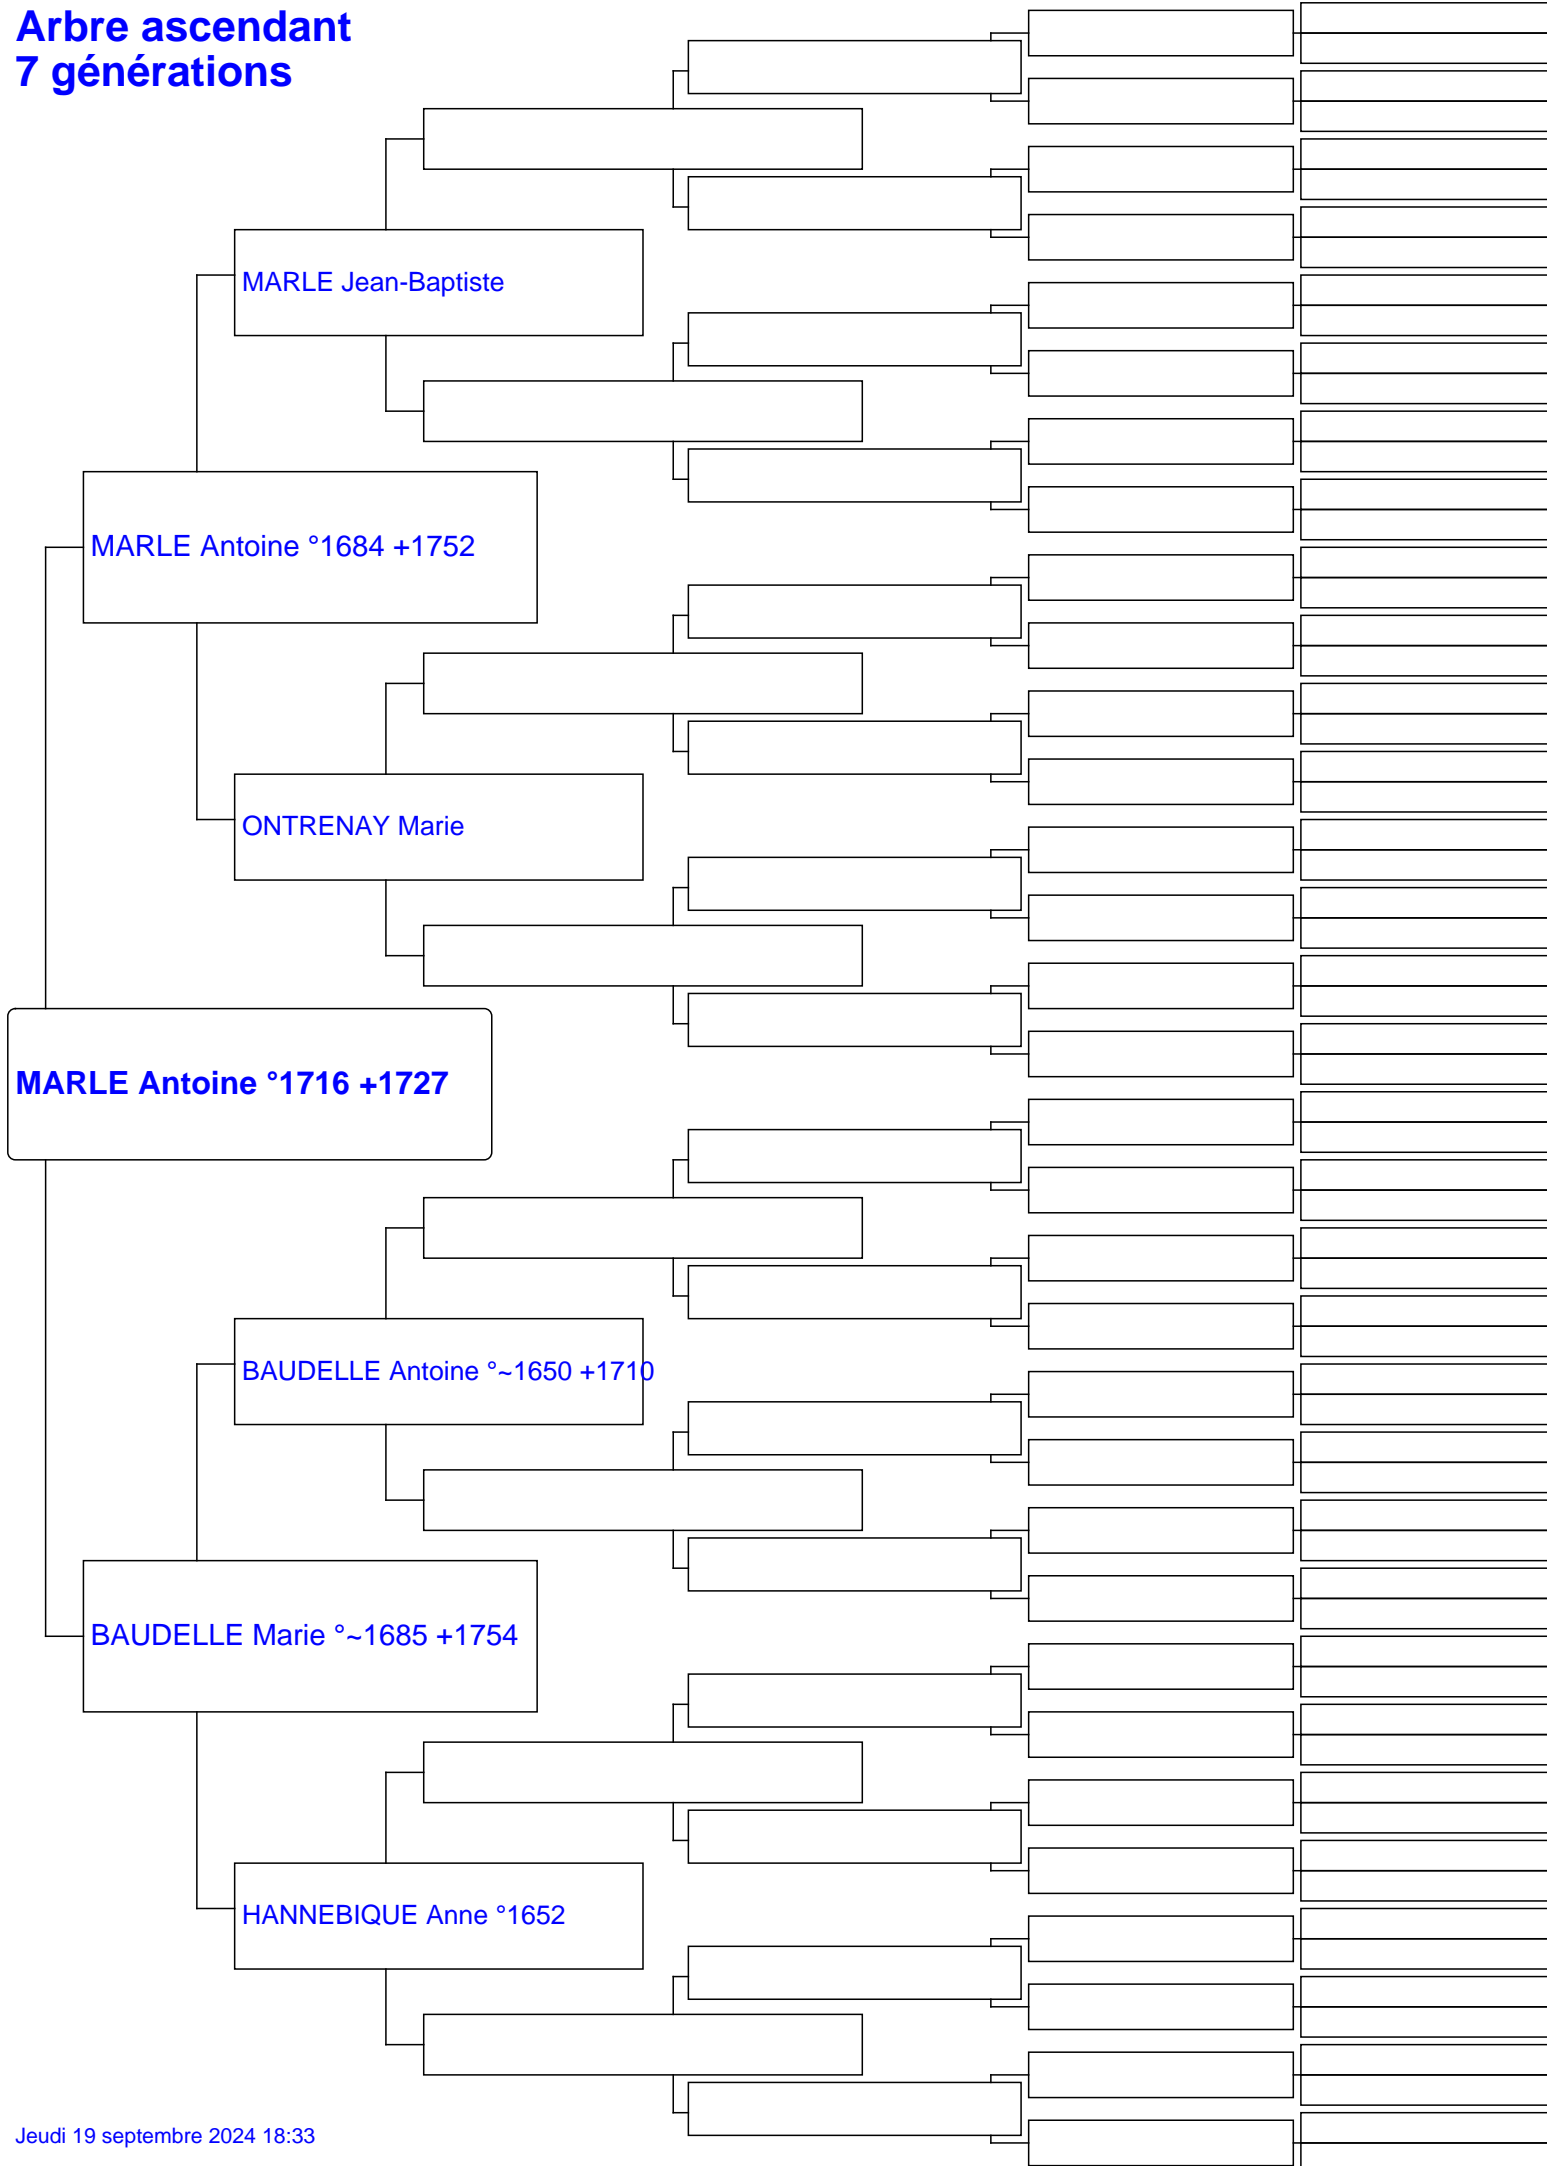 Arbre ascendant
7 générations
MARLE Jean-Baptiste
MARLE Antoine °1684 +1752
ONTRENAY Marie
MARLE Antoine °1716 +1727
BAUDELLE Antoine °~1650 +1710
BAUDELLE Marie °~1685 +1754
HANNEBIQUE Anne °1652
Jeudi 19 septembre 2024 18:33